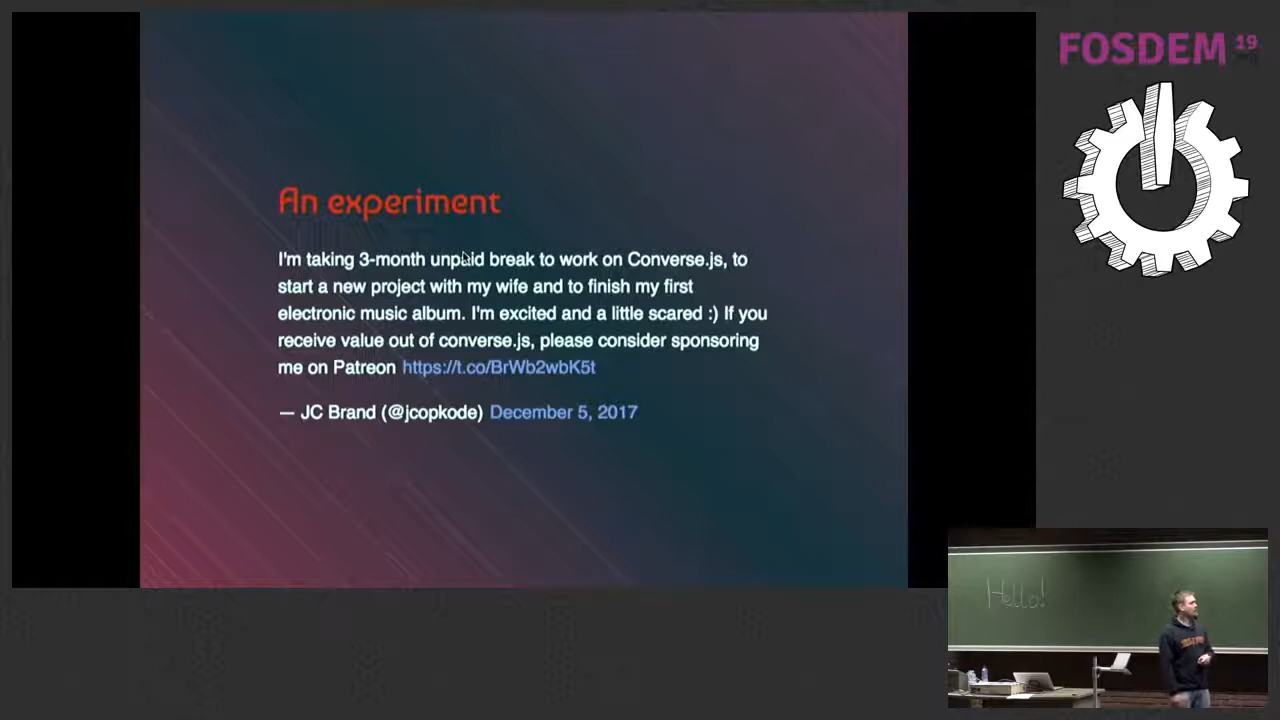 FOSDEM 19
An experiment
I'm taking 3-month unpaid break to work on Converse.js, to
start a new project with my wife and to finish my first
electronic music album. I'm excited and a little scared :) If you
receive value out of converse.js, please consider sponsoring
me on Patreon https://t.co/BrWb2wbK5t
— JC Brand (@jcopkode) December 5, 2017
Hello!